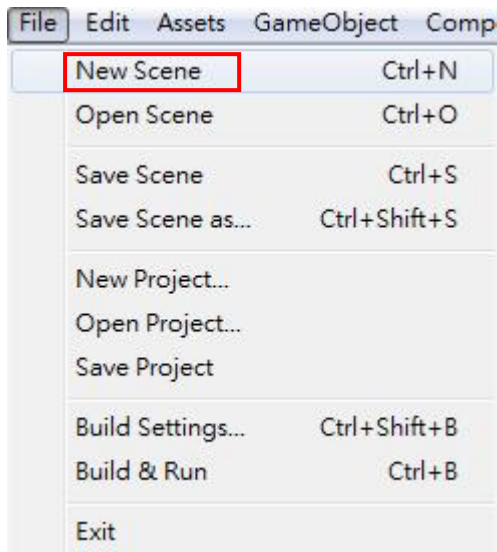 File Edit Assets GameObject Comp
New Scene Ctrl+N
Open Scene Ctrl+O
Save Scene Ctrl+S
Save Scene as... Ctrl+Shift+S
New Project...
Open Project...
Save Project
Build Settings... Ctrl+Shift+B
Build & Run Ctrl+B
Exit